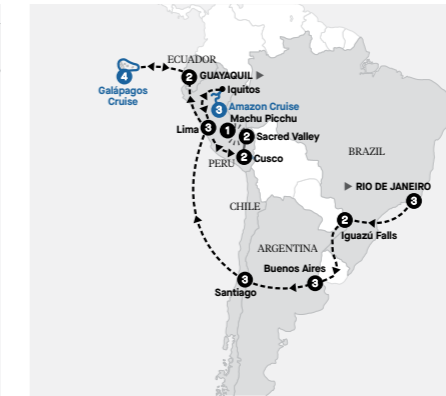 ECUADOR
4
Galápagos
Cruise
2
GUAYAQUIL
Iquitos
3
Amazon Cruise
Machu Picchu
Lima
3
1
2
Sacred Valley
PERU
2
Cusco
BRAZIL
RIO DE JANEIRO
3
CHILE
2
Iguazú Falls
ARGENTINA
Buenos Aires
3
3
Santiago